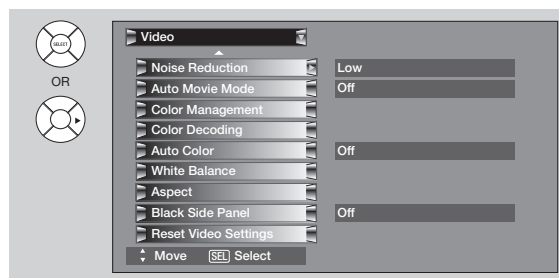 SELECT
OR
Video
Noise Reduction Low
Auto Movie Mode Off
Color Management
Color Decoding
Auto Color Off
White Balance
Aspect
Black Side Panel Off
Reset Video Settings
Move SEL Select